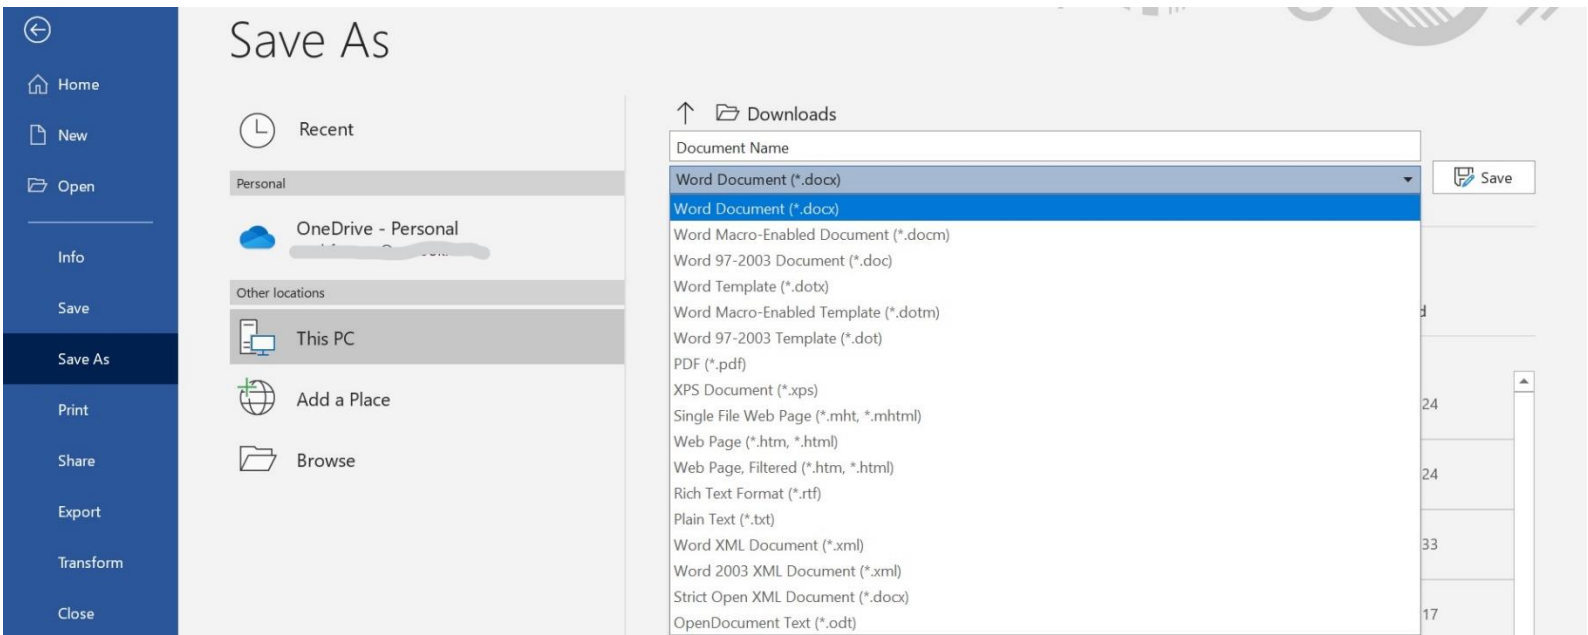 Save As
Home
New
Open
Info
Save
Save As
Print
Share
Export
Transform
Close
Recent
Personal
OneDrive - Personal
Other locations
This PC
Add a Place
Browse
Downloads
Document Name
Word Document (*.docx)
Save
Word Document (*.docx)
Word Macro-Enabled Document (*.docm)
Word 97-2003 Document (*.doc)
Word Template (*.dotx)
Word Macro-Enabled Template (*.dotm)
Word 97-2003 Template (*.dot)
PDF (*.pdf)
XPS Document (*.xps)
Single File Web Page (*.mht, *.mhtml)
Web Page (*.htm, *.html)
Web Page, Filtered (*.htm, *.html)
Rich Text Format (*.rtf)
Plain Text (*.txt)
Word XML Document (*.xml)
Word 2003 XML Document (*.xml)
Strict Open XML Document (*.docx)
OpenDocument Text (*.odt)
24
24
33
17